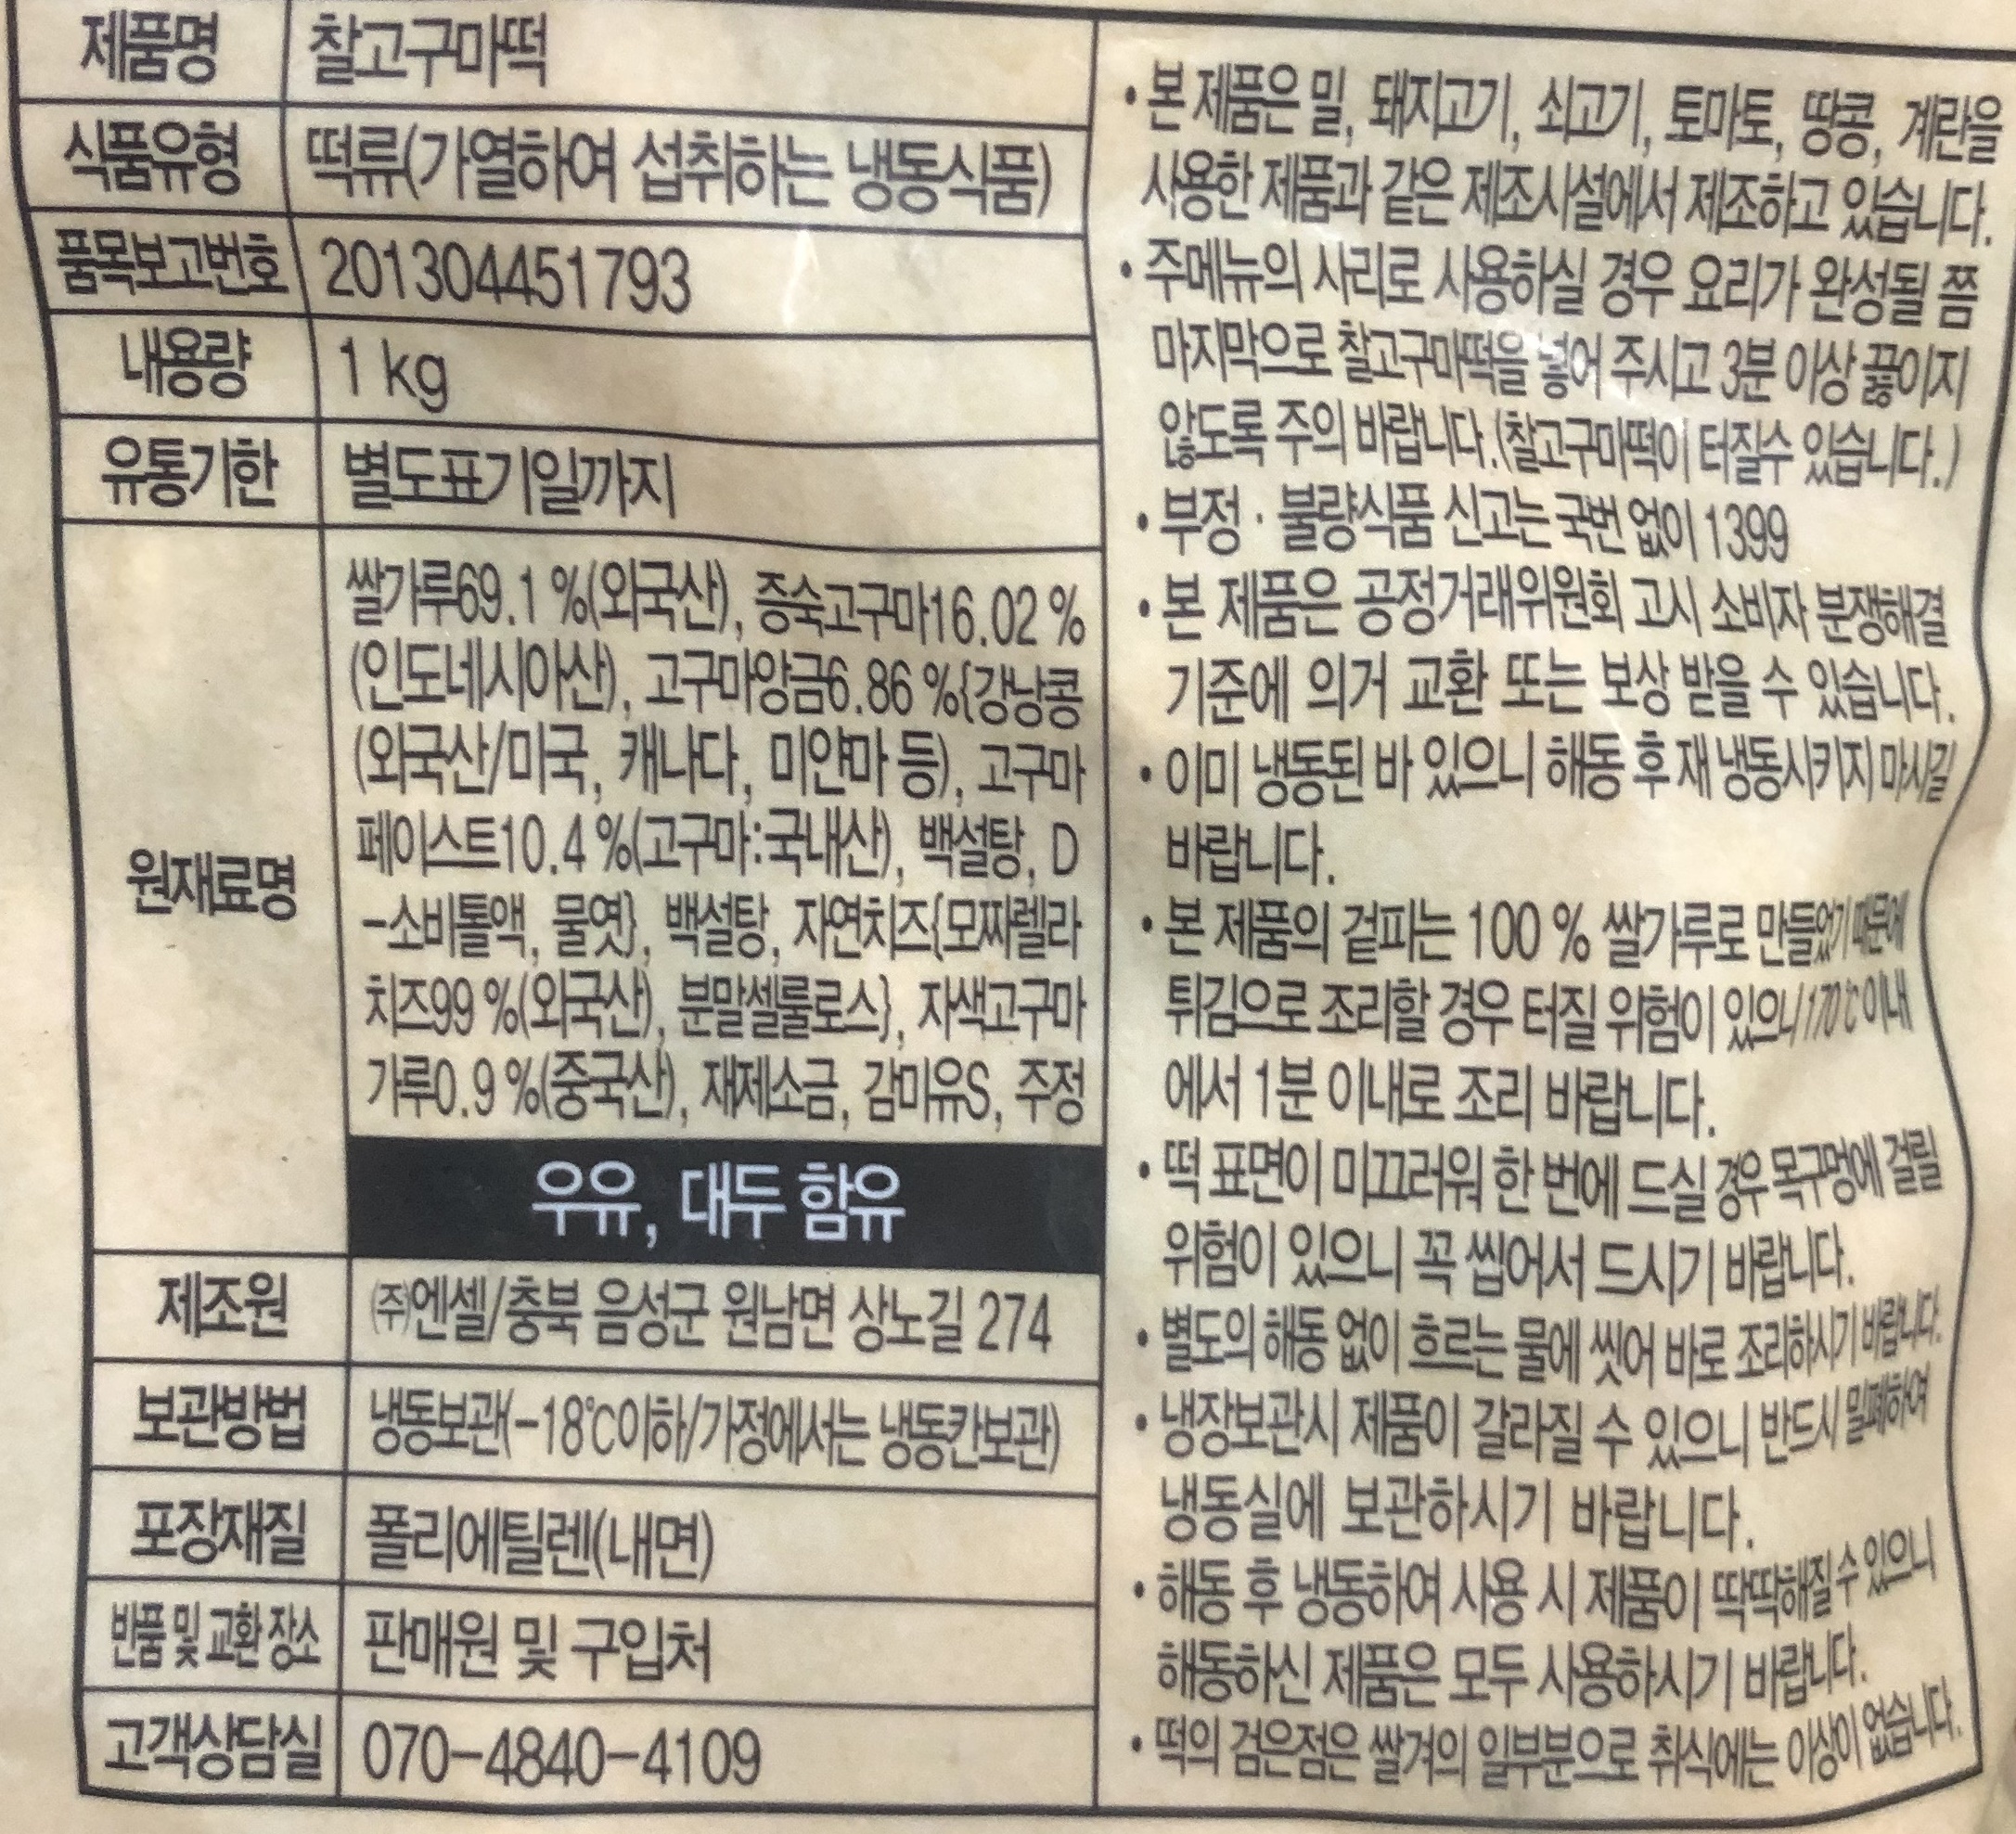 제품명 찰고구마떡
식품유형 떡류(가열하여 섭취하는 냉동식품)
품목보고번호 201304451793
내용량 1 kg
유통기한 별도표기일까지
원재료명
쌀가루69.1 %(외국산), 증숙고구마16.02 %
(인도네시아산), 고구마앙금6.86 %{강낭콩
(외국산/미국, 캐나다, 미얀마 등), 고구마
페이스트10.4 %(고구마:국내산), 백설탕, D
-소비톨액, 물엿}, 백설탕, 자연치즈{모짜렐라
치즈99 %(외국산), 분말셀룰로스}, 자색고구마
가루0.9 %(중국산), 재제소금, 감미유S, 주정
우유, 대두 함유
제조원 ㈜엔셀/충북 음성군 원남면 상노길 274
보관방법 냉동보관(-18℃이하/가정에서는 냉동칸보관)
포장재질 폴리에틸렌(내면)
반품 및 교환 장소 판매원 및 구입처
고객상담실 070-4840-4109
• 본 제품은 밀, 돼지고기, 쇠고기, 토마토, 땅콩, 계란을
사용한 제품과 같은 제조시설에서 제조하고 있습니다.
• 주메뉴의 사리로 사용하실 경우 요리가 완성될 쯤
마지막으로 찰고구마떡을 넣어 주시고 3분 이상 끓이지
않도록 주의 바랍니다.(찰고구마떡이 터질수 있습니다.)
• 부정 · 불량식품 신고는 국번 없이 1399
• 본 제품은 공정거래위원회 고시 소비자 분쟁해결
기준에 의거 교환 또는 보상 받을 수 있습니다.
• 이미 냉동된 바 있으니 해동 후 재 냉동시키지 마시길
바랍니다.
• 본 제품의 겉피는 100 % 쌀가루로 만들었기 때문에
튀김으로 조리할 경우 터질 위험이 있으니 170℃ 이내
에서 1분 이내로 조리 바랍니다.
• 떡 표면이 미끄러워 한 번에 드실 경우 목구멍에 걸릴
위험이 있으니 꼭 씹어서 드시기 바랍니다.
• 별도의 해동 없이 흐르는 물에 씻어 바로 조리하시기 바랍니다.
• 냉장보관시 제품이 갈라질 수 있으니 반드시 밀폐하여
냉동실에 보관하시기 바랍니다.
• 해동 후 냉동하여 사용 시 제품이 딱딱해질 수 있으니
해동하신 제품은 모두 사용하시기 바랍니다.
• 떡의 검은점은 쌀겨의 일부분으로 취식에는 이상이 없습니다.